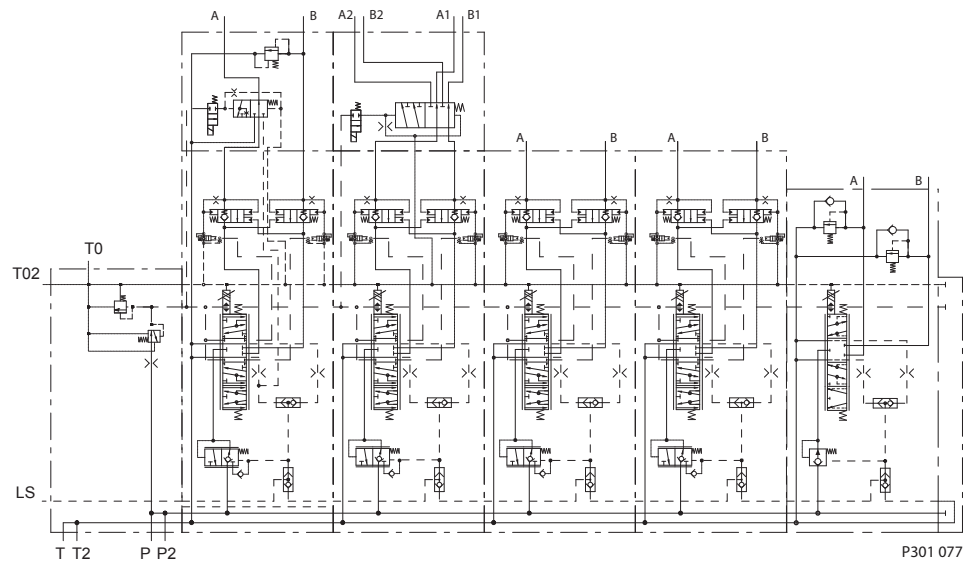 A B A2 B2 A1 B1
A B A B
A B
T0
T02
LS
T T2 P P2
P301 077